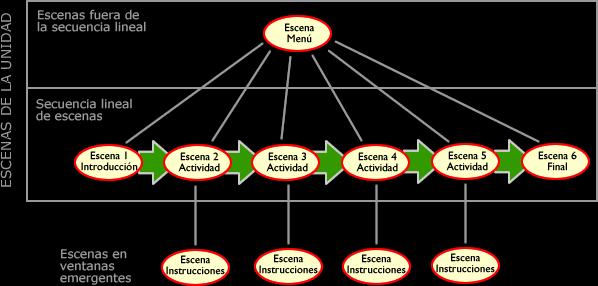 ESCENAS DE LA UNIDAD
Escenas fuera de
la secuencia lineal
Escena
Menú
Secuencia lineal
de escenas
Escena 1
Introducción
Escena 2
Actividad
Escena 3
Actividad
Escena 4
Actividad
Escena 5
Actividad
Escena 6
Final
Escenas en
ventanas
emergentes
Escena
Instrucciones
Escena
Instrucciones
Escena
Instrucciones
Escena
Instrucciones